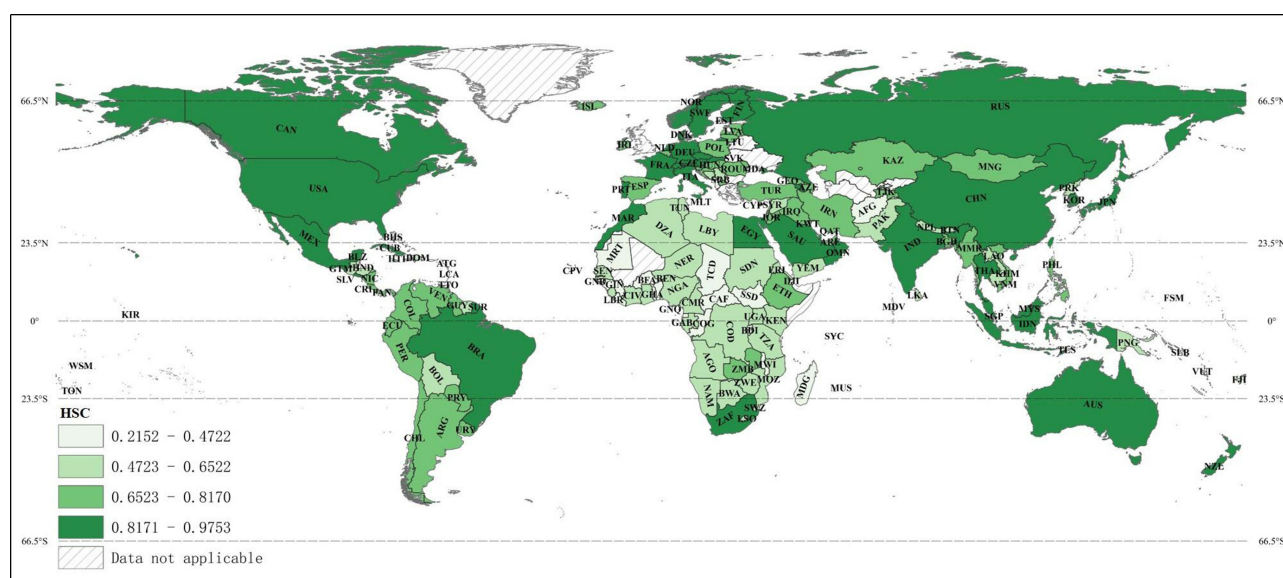 66.5°N
66.5°N
23.5°N
23.5°N
0°
0°
23.5°S
23.5°S
66.5°S
66.5°S
CAN
USA
MEX
BHS
CUB
HTI
DOM
BLZ
GTM
HND
SLV
NIC
CRI
PAN
ATG
LCA
TTO
VEN
GUY
SUR
COL
ECU
PER
BRA
BOL
PRY
CHL
ARG
URY
KIR
WSM
TON
ISL
NOR
SWE
FIN
EST
LVA
LTU
DNK
IRL
NLD
DEU
POL
CZE
SVK
HUN
ROU
MDA
FRA
ITA
SRB
PRT
ESP
MLT
CYP
SYR
TUR
GEO
AZE
RUS
KAZ
MNG
CHN
PRK
KOR
JPN
TJK
AFG
PAK
IRN
IRQ
JOR
KWT
QAT
ARE
SAU
OMN
YEM
MAR
TUN
DZA
LBY
EGY
MRT
CPV
SEN
GNB
GIN
LBR
CIV
GHA
BFA
BEN
NER
NGA
TCD
SDN
ERI
DJI
ETH
SSD
CAF
CMR
GNQ
GAB
COG
COD
UGA
KEN
BDI
TZA
AGO
ZMB
MWI
MOZ
ZWE
NAM
BWA
SWZ
LSO
ZAF
MDG
SYC
MUS
IND
NPL
BTN
BGD
MMR
LAO
THA
KHM
VNM
PHL
LKA
MDV
SGP
MYS
IDN
TLS
PNG
SLB
FSM
VUT
FJI
AUS
NZE
HSC
0.2152 - 0.4722
0.4723 - 0.6522
0.6523 - 0.8170
0.8171 - 0.9753
Data not applicable